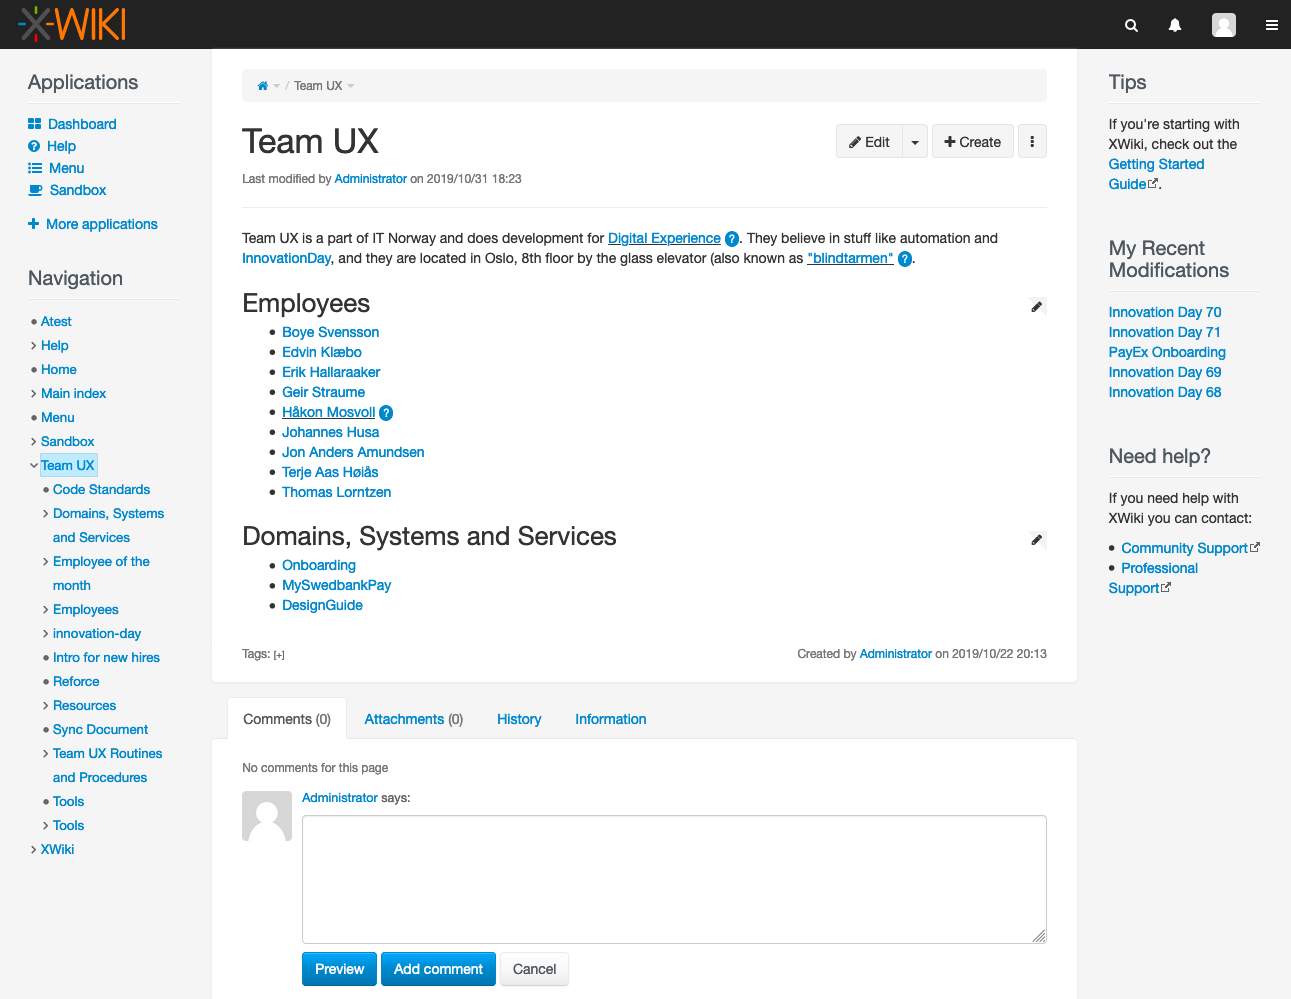 X-WIKI
Applications
Dashboard
Help
Menu
Sandbox
More applications
Navigation
Atest
Help
Home
Main index
Menu
Sandbox
Team UX
Code Standards
Domains, Systems
and Services
Employee of the
month
Employees
innovation-day
Intro for new hires
Reforce
Resources
Sync Document
Team UX Routines
and Procedures
Tools
Tools
XWiki
/ Team UX
Team UX
Edit
Create
Last modified by Administrator on 2019/10/31 18:23
Team UX is a part of IT Norway and does development for Digital Experience ?. They believe in stuff like automation and
InnovationDay, and they are located in Oslo, 8th floor by the glass elevator (also known as "blindtarmen" ?.
Employees
Boye Svensson
Edvin Klæbo
Erik Hallaraaker
Geir Straume
Håkon Mosvoll ?
Johannes Husa
Jon Anders Amundsen
Terje Aas Høiås
Thomas Lorntzen
Domains, Systems and Services
Onboarding
MySwedbankPay
DesignGuide
Tags: [+]
Created by Administrator on 2019/10/22 20:13
Comments (0)
Attachments (0)
History
Information
No comments for this page
Administrator says:
Preview
Add comment
Cancel
Tips
If you're starting with
XWiki, check out the
Getting Started
Guide.
My Recent
Modifications
Innovation Day 70
Innovation Day 71
PayEx Onboarding
Innovation Day 69
Innovation Day 68
Need help?
If you need help with
XWiki you can contact:
Community Support
Professional
Support